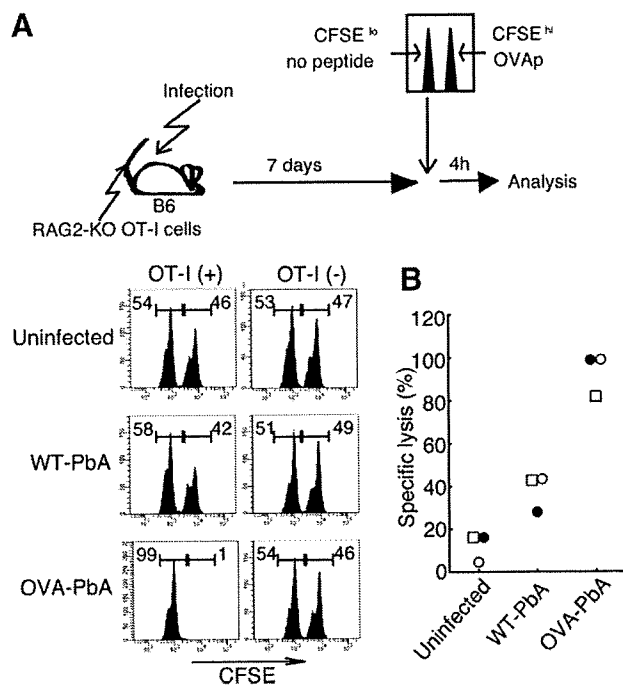 A
CFSE lo
no peptide
CFSE hi
OVAp
Infection
7 days
4h
Analysis
B6
RAG2-KO OT-I cells
OT-I (+)
OT-I (-)
Uninfected
54
46
53
47
WT-PbA
58
42
51
49
OVA-PbA
99
1
54
46
CFSE
B
Specific lysis (%)
120
100
80
60
40
20
0
Uninfected
WT-PbA
OVA-PbA